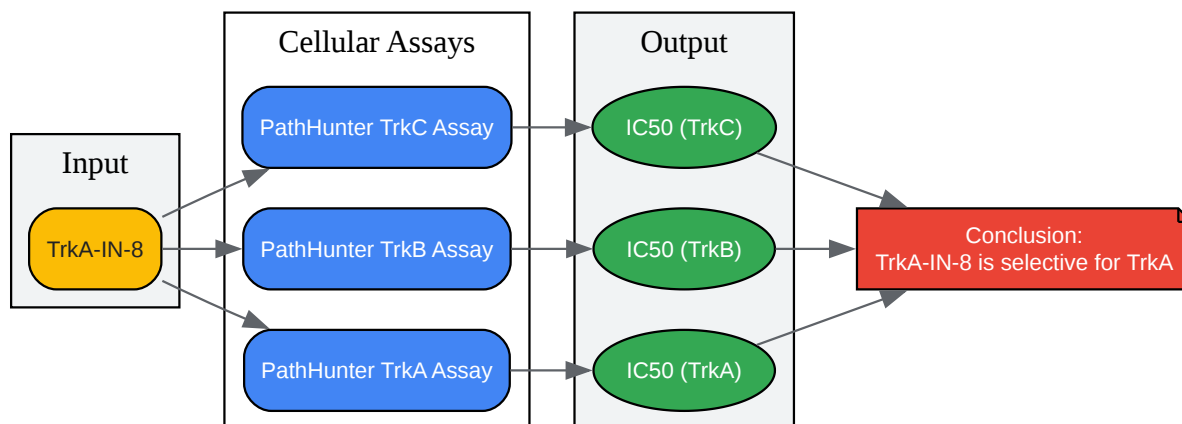 Cellular Assays
Output
PathHunter TrkC Assay
IC50 (TrkC)
Input
TrkA-IN-8
PathHunter TrkB Assay
IC50 (TrkB)
Conclusion:
TrkA-IN-8 is selective for TrkA
PathHunter TrkA Assay
IC50 (TrkA)